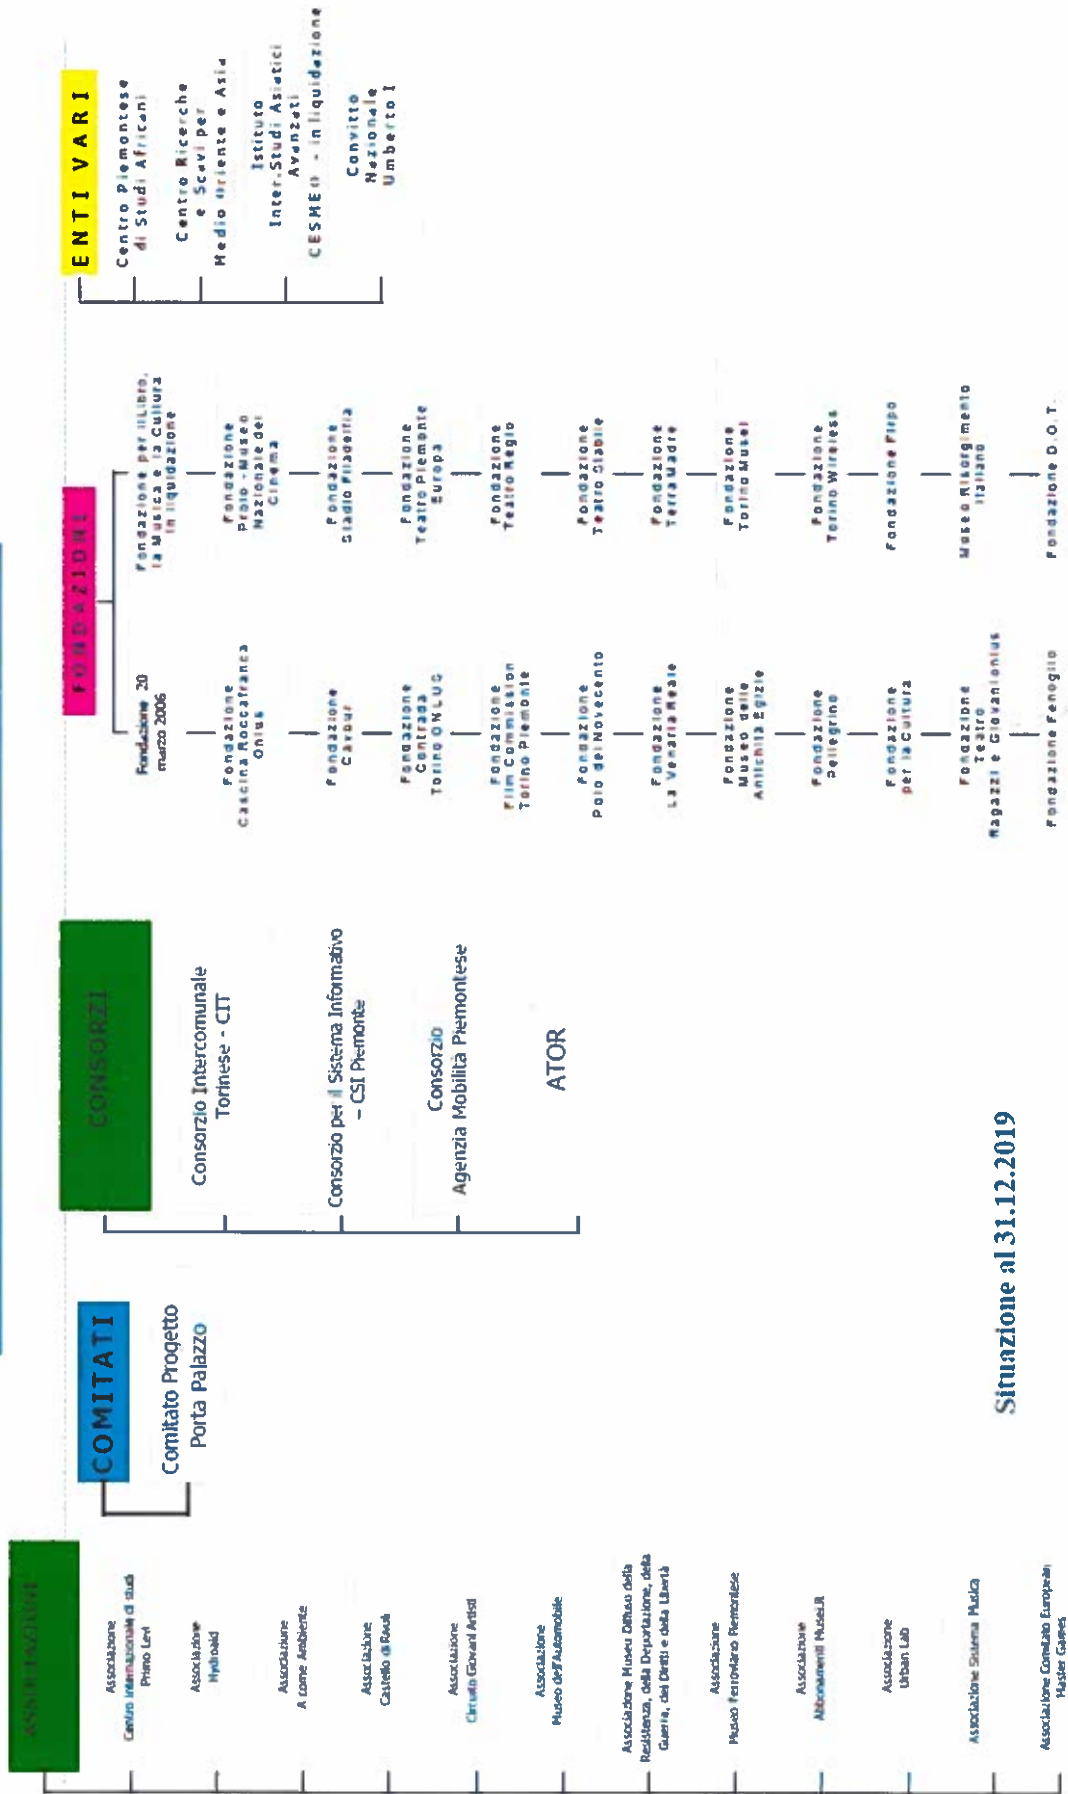 ASSOCIAZIONI
Associazione
Centro Internazionale di studi
Primo Levi
Associazione
Hydroaid
Associazione
A come Ambiente
Associazione
Castello di Rivoli
Associazione
Circuito Giovani Artisti
Associazione
Museo dell'Automobile
Associazione Museo Diffuso della
Resistenza, della Deportazione, della
Guerra, dei Diritti e della Libertà
Associazione
Museo Ferroviario Piemontese
Associazione
Abbonamenti Musei.it
Associazione
Urban Lab
Associazione Sistema Musica
Associazione Comitato European
Master Games
COMITATI
Comitato Progetto
Porta Palazzo
CONSORZI
Consorzio Intercomunale
Torinese - CIT
Consorzio per il Sistema Informativo
– CSI Piemonte
Consorzio
Agenzia Mobilità Piemontese
ATOR
FONDAZIONI
Fondazione 20
marzo 2006
Fondazione
Cascina Roccafranca
Onlus
Fondazione
Cavour
Fondazione
Contrada
Torino ONLUS
Fondazione
Film Commission
Torino Piemonte
Fondazione
Polo del Novecento
Fondazione
La Venaria Reale
Fondazione
Museo delle
Antichità Egizie
Fondazione
Pellegrino
Fondazione
per la Cultura
Fondazione
Teatro
Ragazzi e Giovani onlus
Fondazione Fenoglio
Fondazione per il Libro,
la Musica e la Cultura
in liquidazione
Fondazione
Prolo - Museo
Nazionale del
Cinema
Fondazione
Stadio Filadelfia
Fondazione
Teatro Piemonte
Europa
Fondazione
Teatro Regio
Fondazione
Teatro Stabile
Fondazione
Terra Madre
Fondazione
Torino Musei
Fondazione
Torino Wireless
Fondazione Firpo
Museo Risorgimento
Italiano
Fondazione D.O.T.
ENTI VARI
Centro Piemontese
di Studi Africani
Centro Ricerche
e Scavi per
Medio Oriente e Asia
Istituto
Inter.Studi Asiatici
Avanzati
CESMEO - in liquidazione
Convitto
Nazionale
Umberto I
Situazione al 31.12.2019